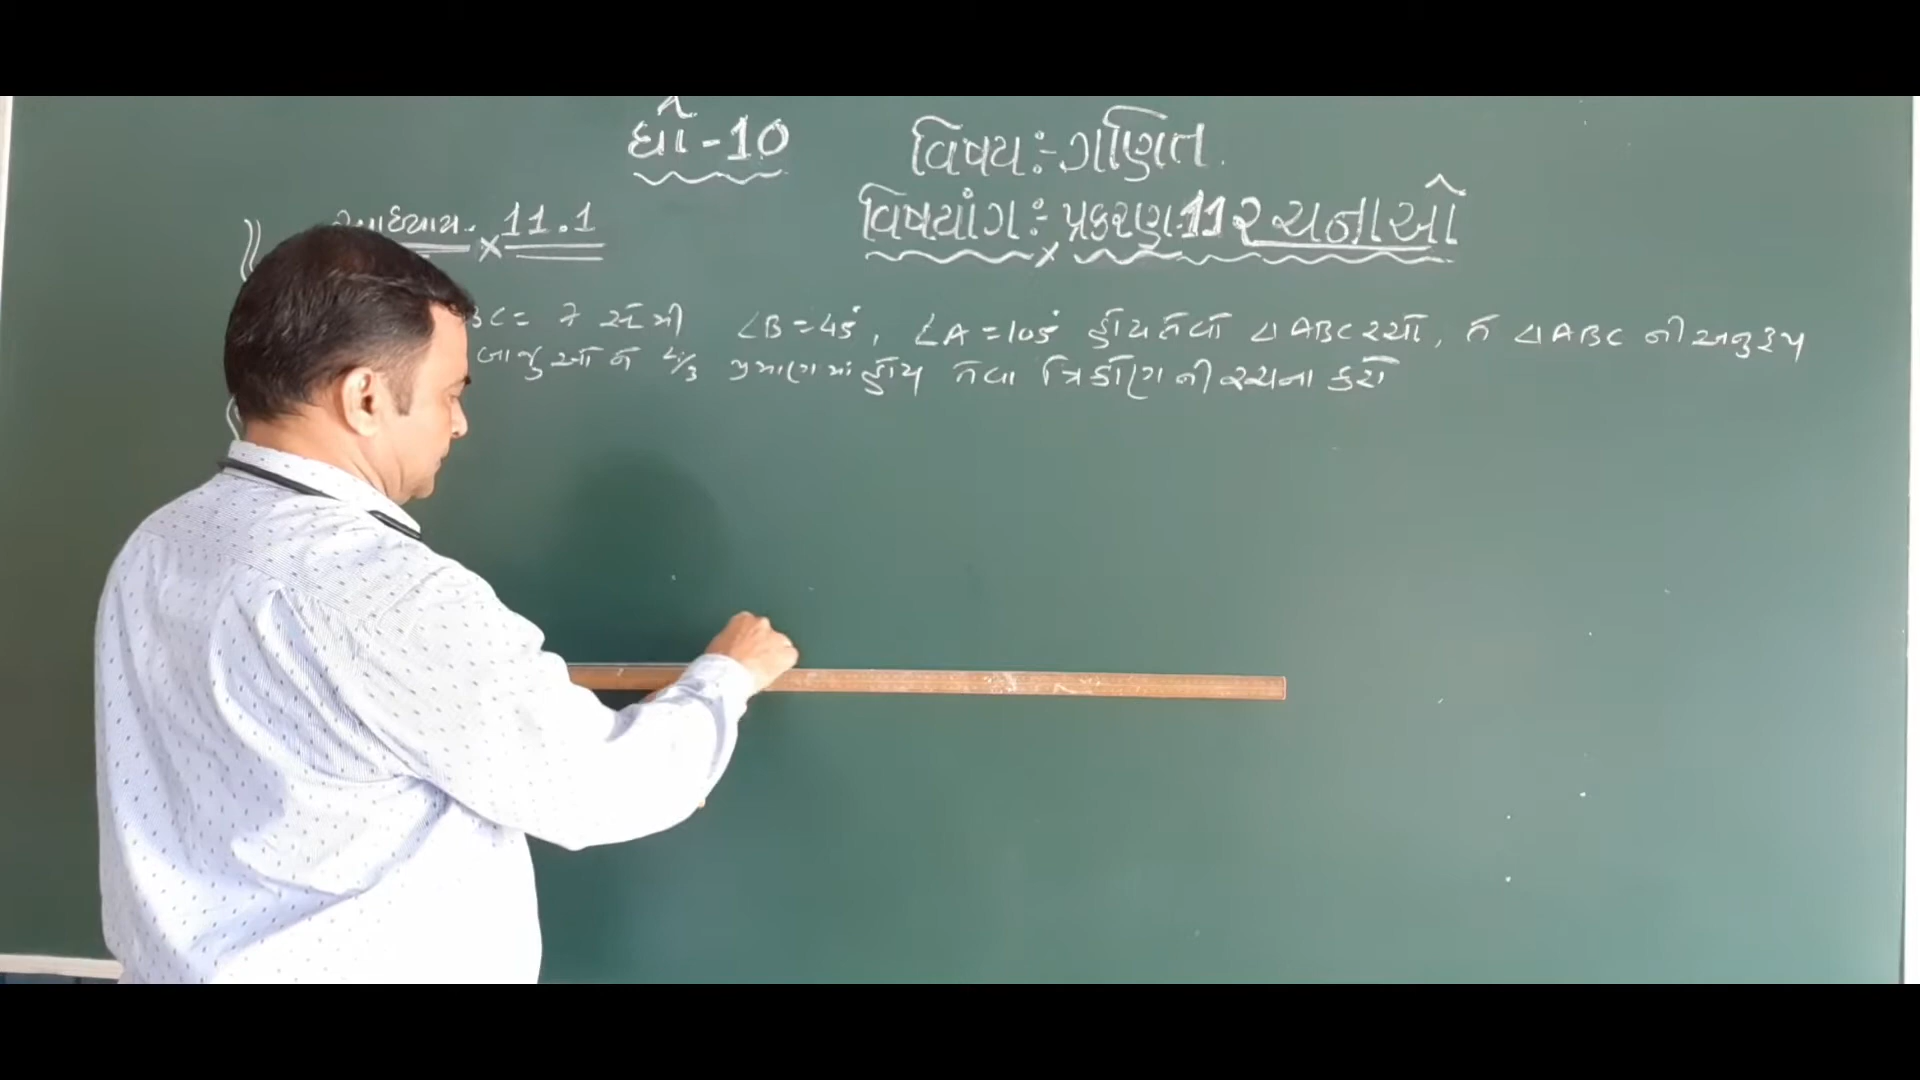 ધો-10 વિષય:-ગણિત.
સ્વાધ્યાય. 11.1 વિષયાંગ:- પ્રકરણ.11 રચનાઓ
BC= 7 સેમી ∠B=45°, ∠A=105° હોય તેવો △ABC રચો, તે △ABC ની અનુરૂપ
બાજુઓને 4/3 પ્રમાણમાં હોય તેવા ત્રિકોણની રચના કરો